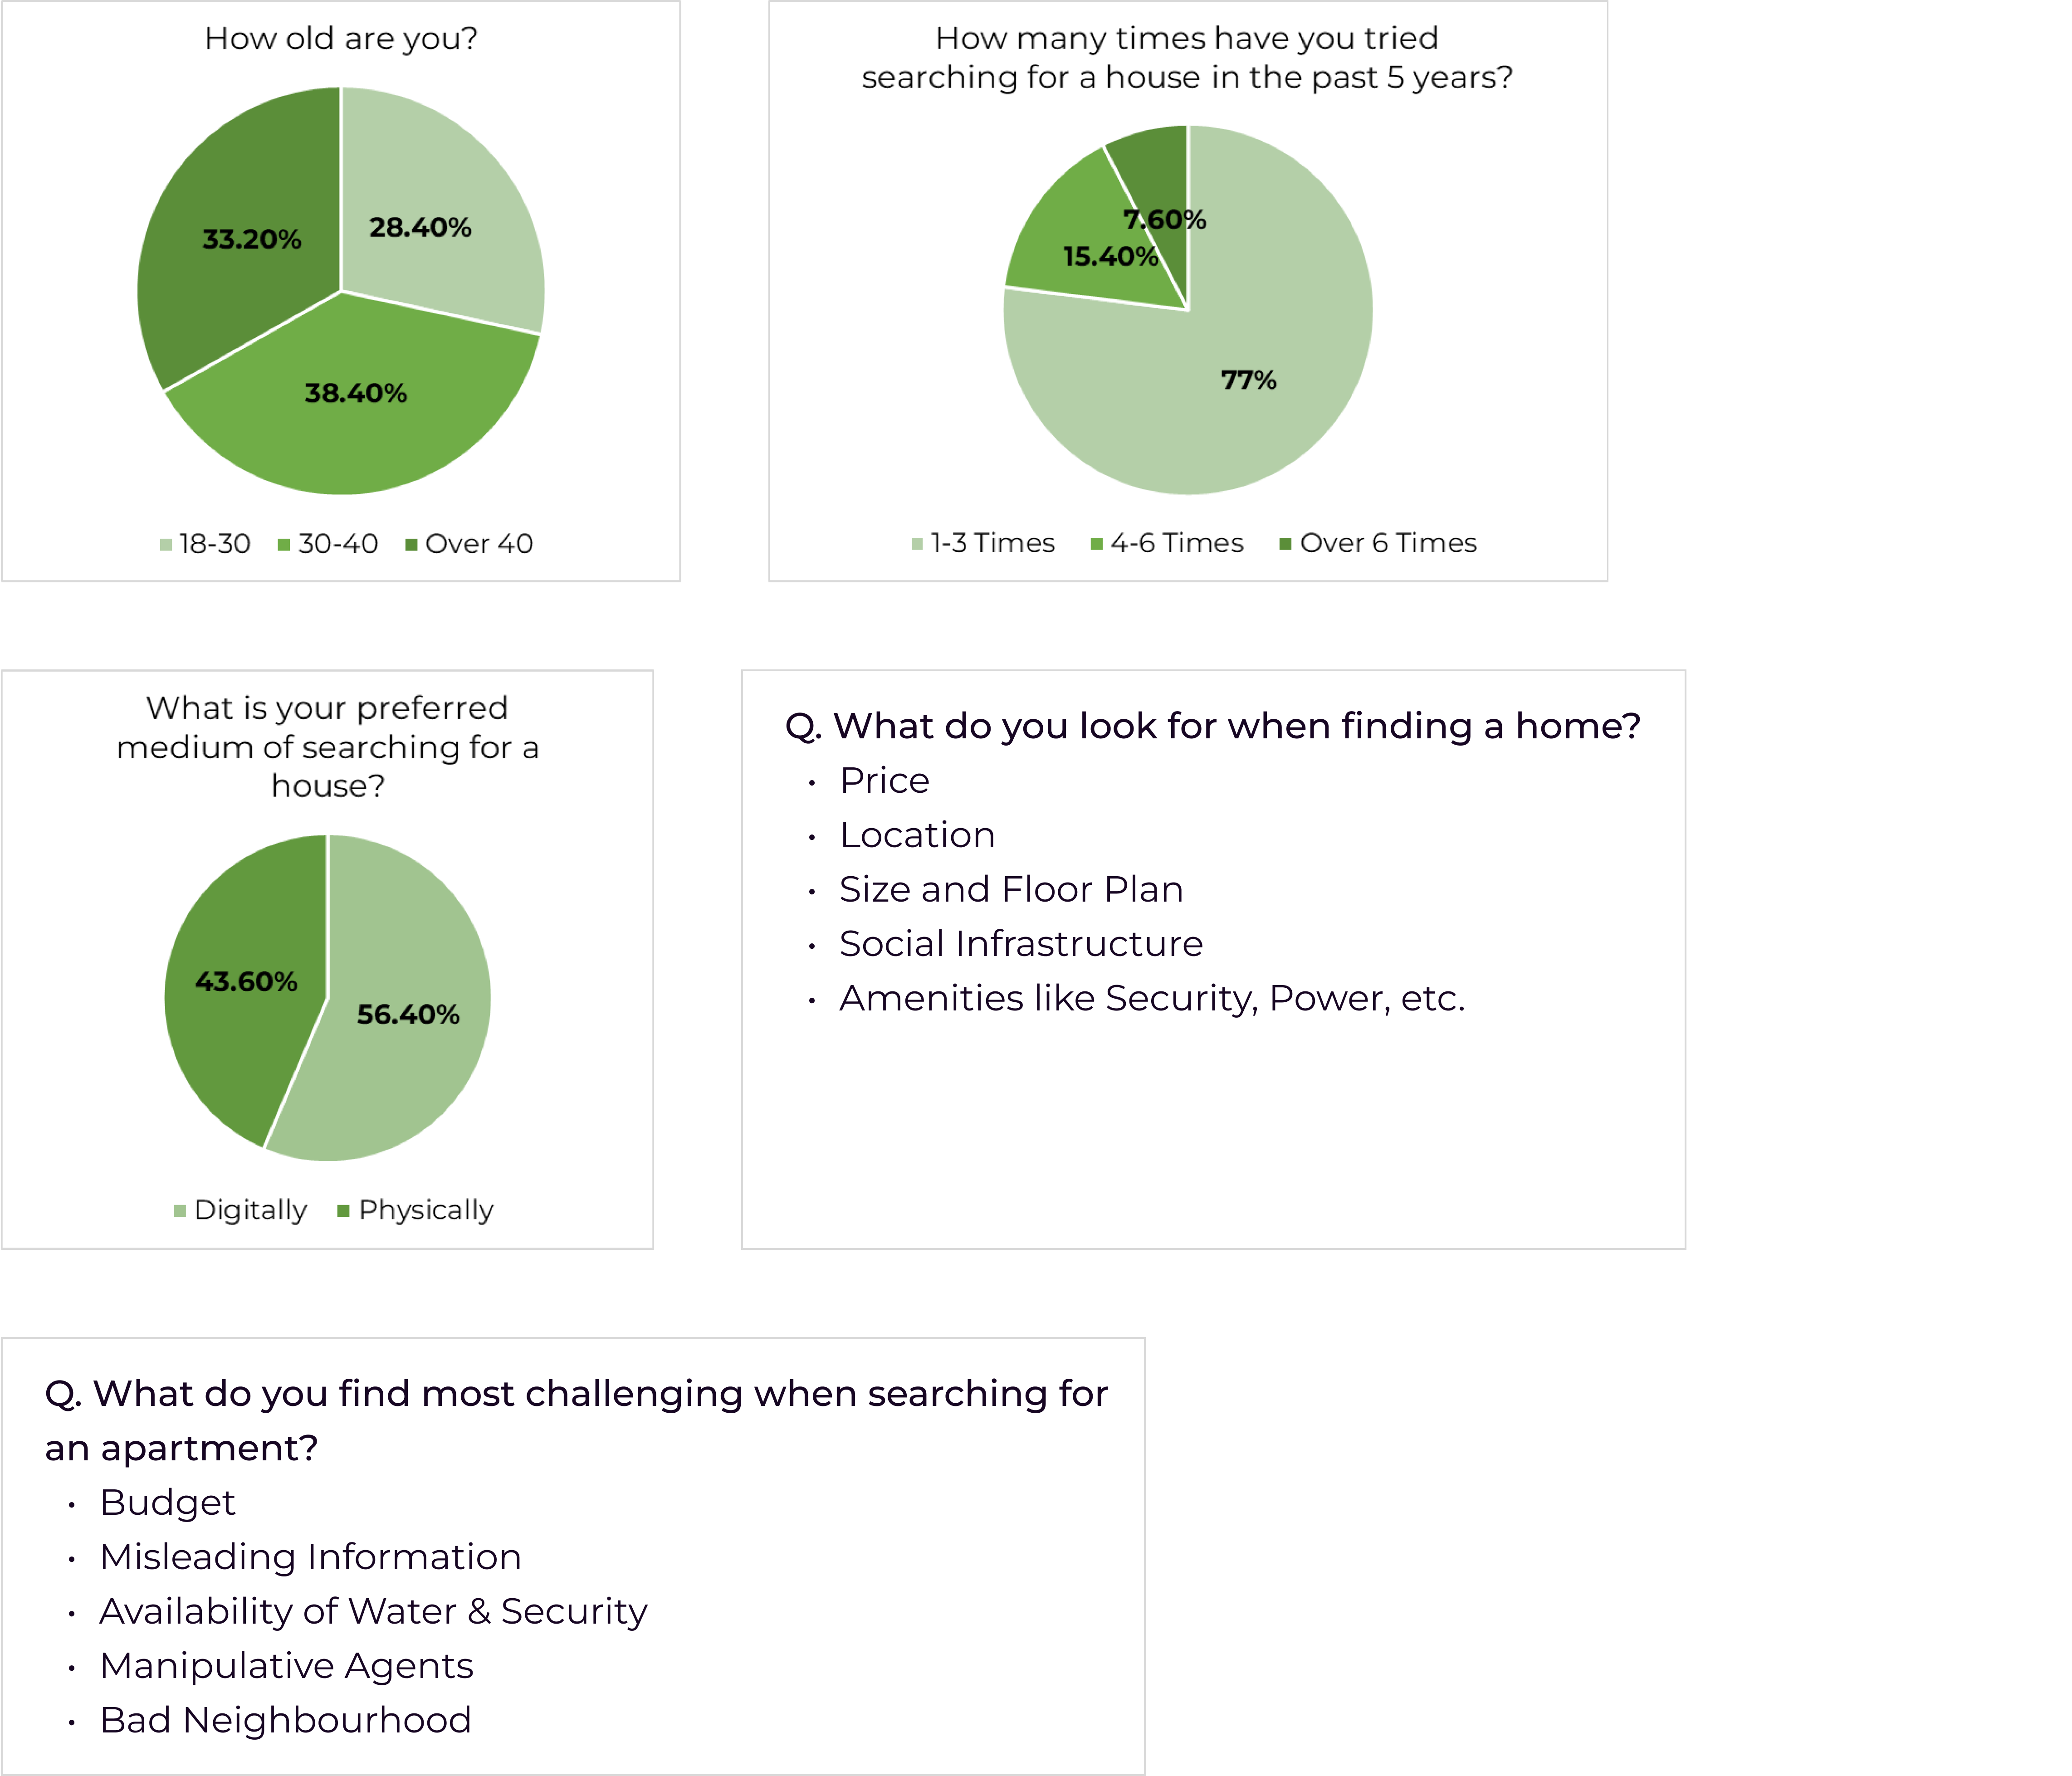 How old are you?
33.20%
28.40%
38.40%
18-30 30-40 Over 40
How many times have you tried
searching for a house in the past 5 years?
7.60%
15.40%
77%
1-3 Times 4-6 Times Over 6 Times
What is your preferred
medium of searching for a
house?
43.60%
56.40%
Digitally Physically
Q. What do you look for when finding a home?
• Price
• Location
• Size and Floor Plan
• Social Infrastructure
• Amenities like Security, Power, etc.
Q. What do you find most challenging when searching for
an apartment?
• Budget
• Misleading Information
• Availability of Water & Security
• Manipulative Agents
• Bad Neighbourhood